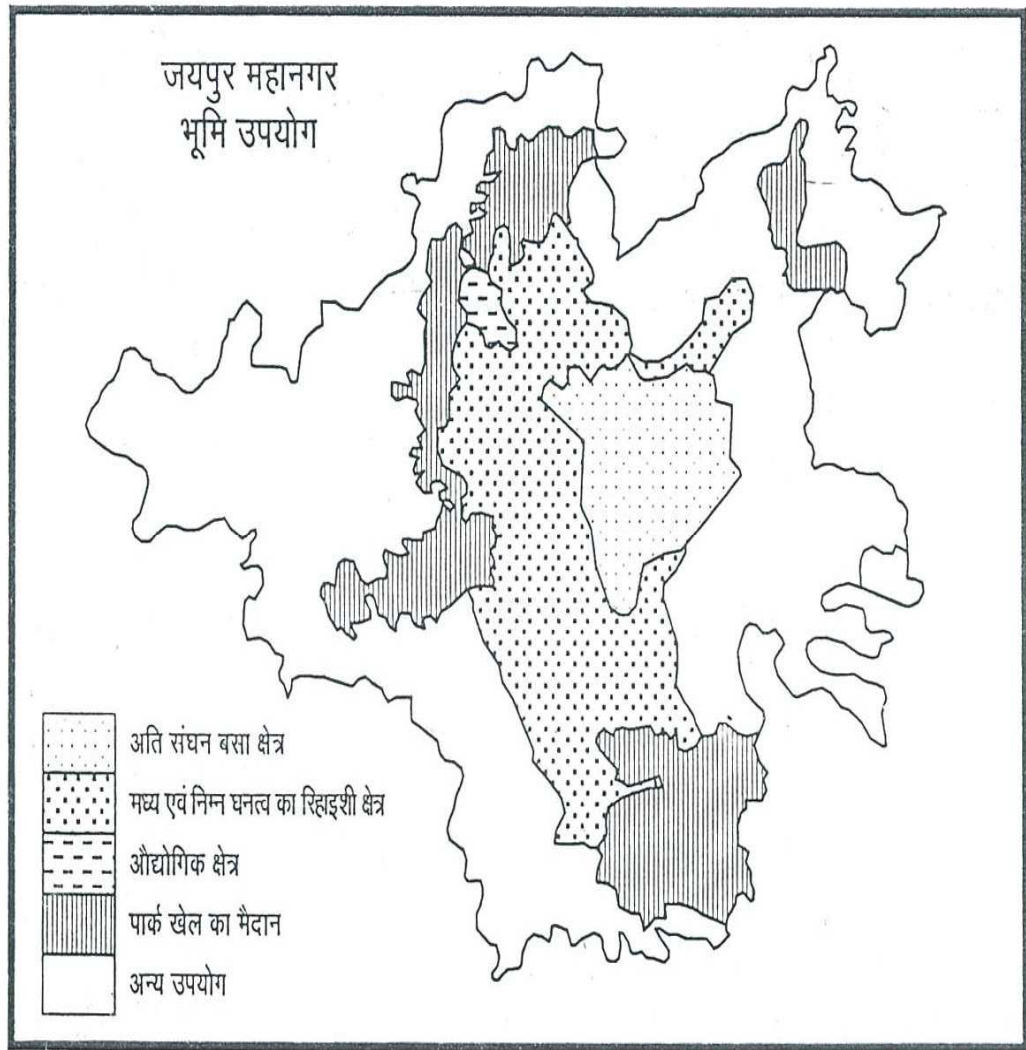 जयपुर महानगर
भूमि उपयोग
अति संघन बसा क्षेत्र
मध्य एवं निम्न घनत्व का रिहाइशी क्षेत्र
औद्योगिक क्षेत्र
पार्क खेल का मैदान
अन्य उपयोग